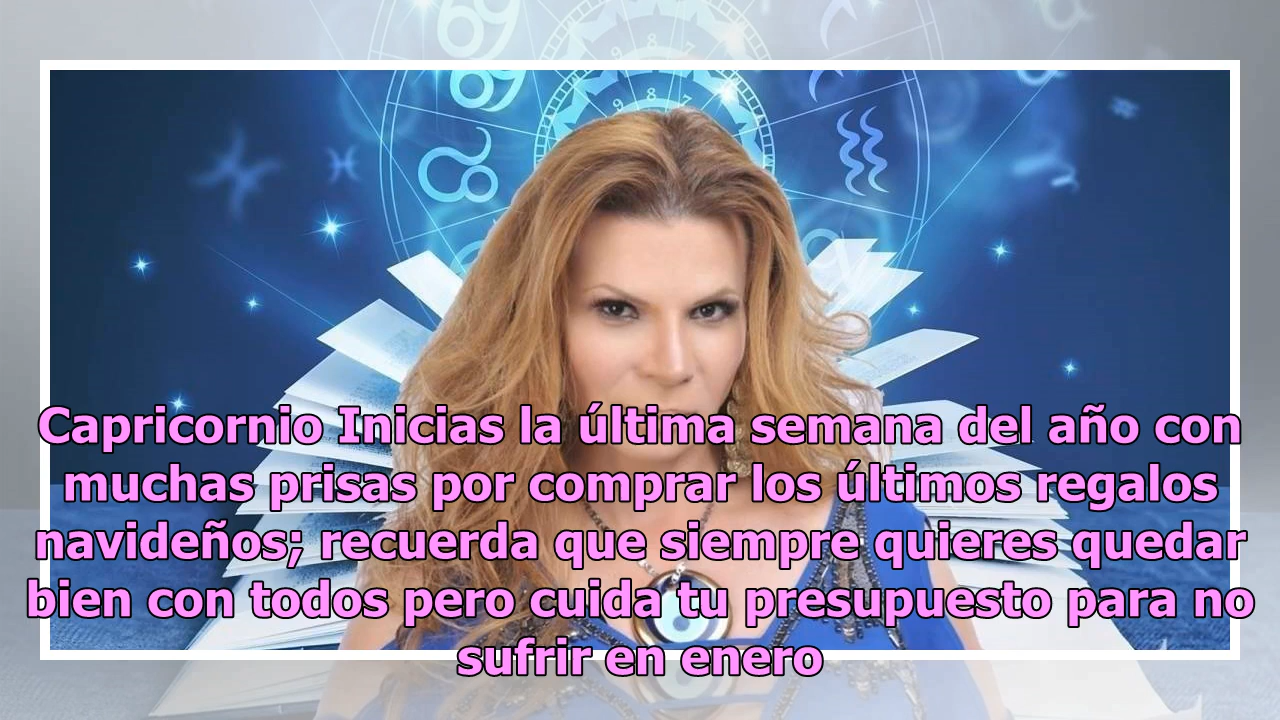 Capricornio Inicias la última semana del año con
muchas prisas por comprar los últimos regalos
navideños; recuerda que siempre quieres quedar
bien con todos pero cuida tu presupuesto para no
sufrir en enero